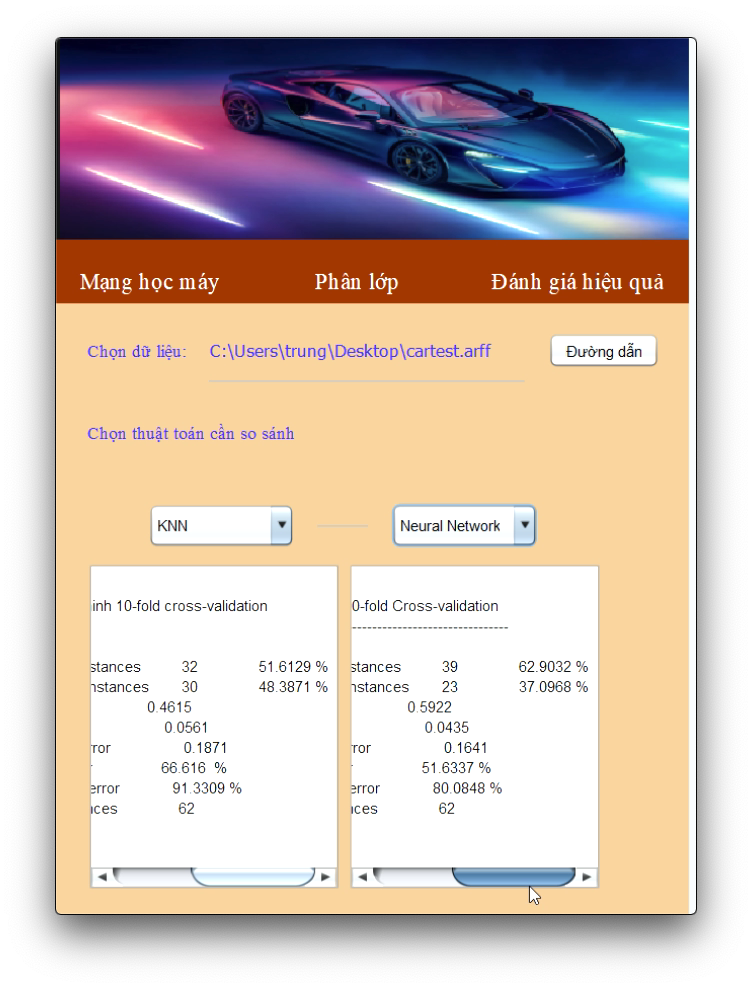 Mạng học máy Phân lớp Đánh giá hiệu quả
Chọn dữ liệu: C:\Users\trung\Desktop\cartest.arff Đường dẫn
Chọn thuật toán cần so sánh
KNN Neural Network
inh 10-fold cross-validation
stances 32 51.6129 %
nstances 30 48.3871 %
0.4615
0.0561
rror 0.1871
r 66.616 %
error 91.3309 %
nces 62
0-fold Cross-validation
-------------------------------
stances 39 62.9032 %
nstances 23 37.0968 %
0.5922
0.0435
rror 0.1641
r 51.6337 %
error 80.0848 %
nces 62